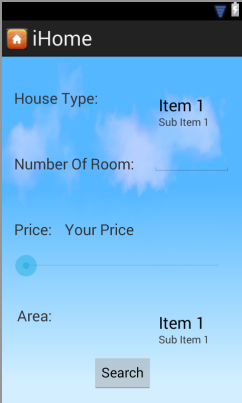 iHome
House Type:
Item 1
Sub Item 1
Number Of Room:
Price: Your Price
Area:
Item 1
Sub Item 1
Search